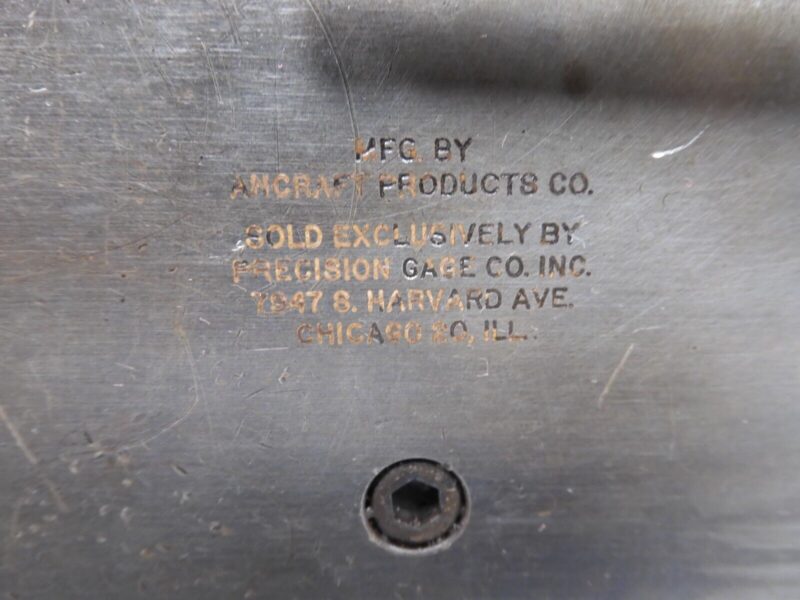 MFG. BY
AMCRAFT PRODUCTS CO.
SOLD EXCLUSIVELY BY
PRECISION GAGE CO. INC.
7947 S. HARVARD AVE.
CHICAGO 20, ILL.